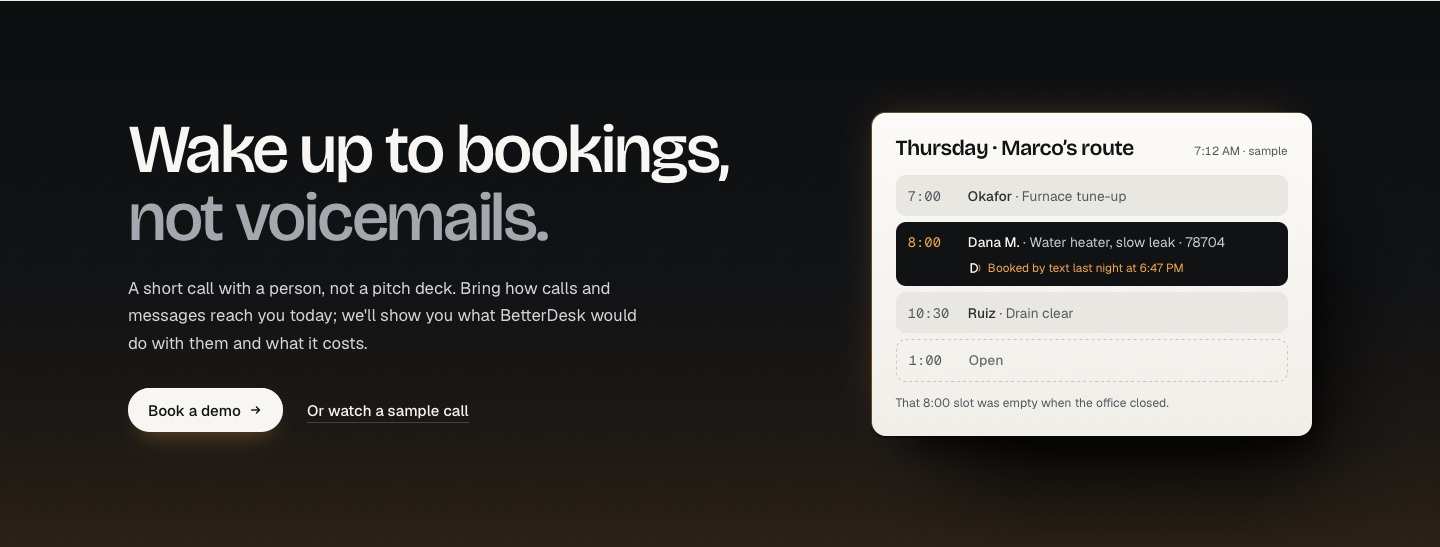 Wake up to bookings,
not voicemails.
A short call with a person, not a pitch deck. Bring how calls and
messages reach you today; we'll show you what BetterDesk would
do with them and what it costs.
Book a demo →
Or watch a sample call
Thursday · Marco's route
7:12 AM · sample
7:00 Okafor · Furnace tune-up
8:00 Dana M. · Water heater, slow leak · 78704
D Booked by text last night at 6:47 PM
10:30 Ruiz · Drain clear
1:00 Open
That 8:00 slot was empty when the office closed.